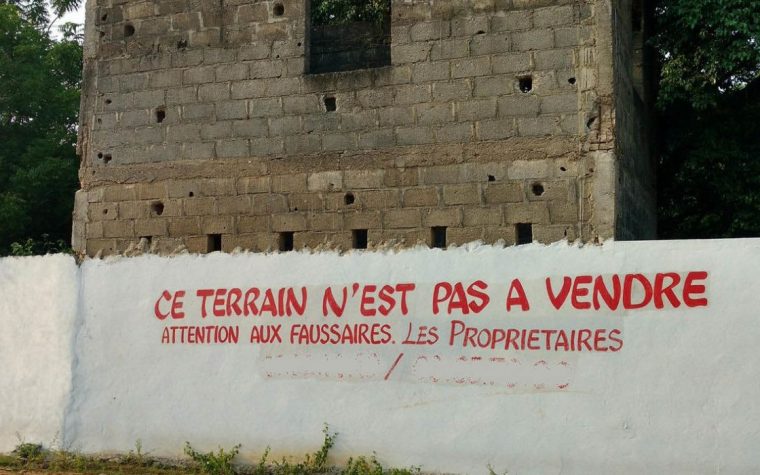 CE TERRAIN N'EST PAS A VENDRE
ATTENTION AUX FAUSSAIRES. LES PROPRIETAIRES
/